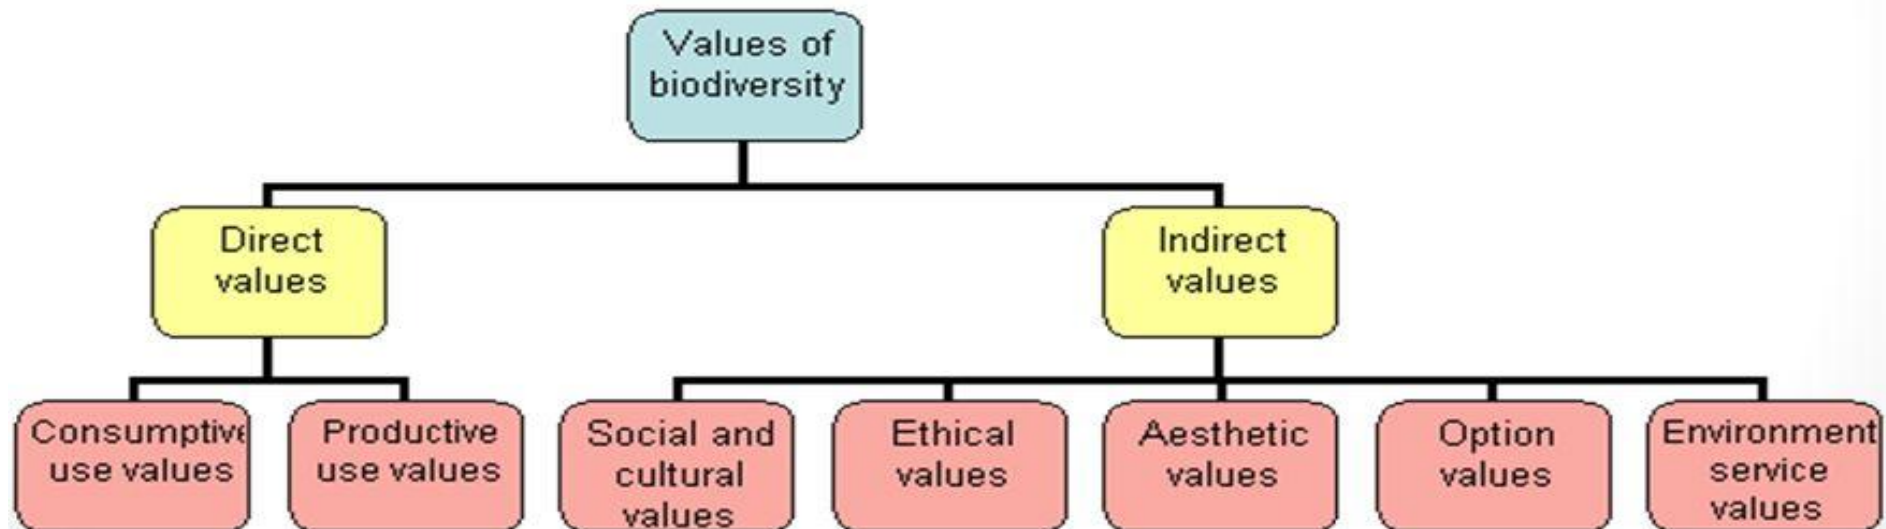 Values of
biodiversity
Direct
values
Indirect
values
Consumptive
use values
Productive
use values
Social and
cultural
values
Ethical
values
Aesthetic
values
Option
values
Environment
service
values